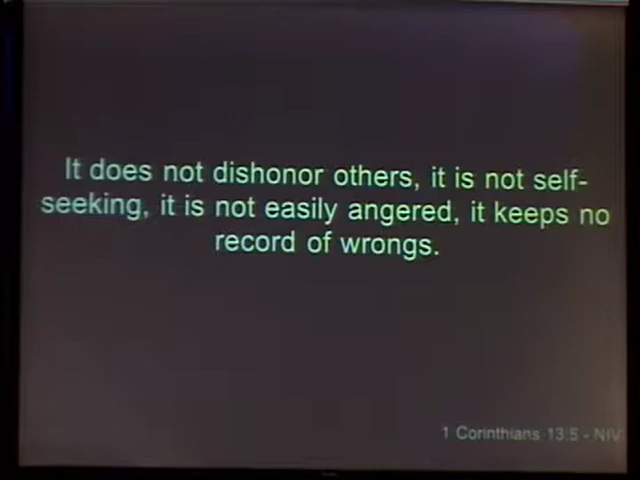 It does not dishonor others, it is not self-
seeking, it is not easily angered, it keeps no
record of wrongs.
1 Corinthians 13:5 - NIV